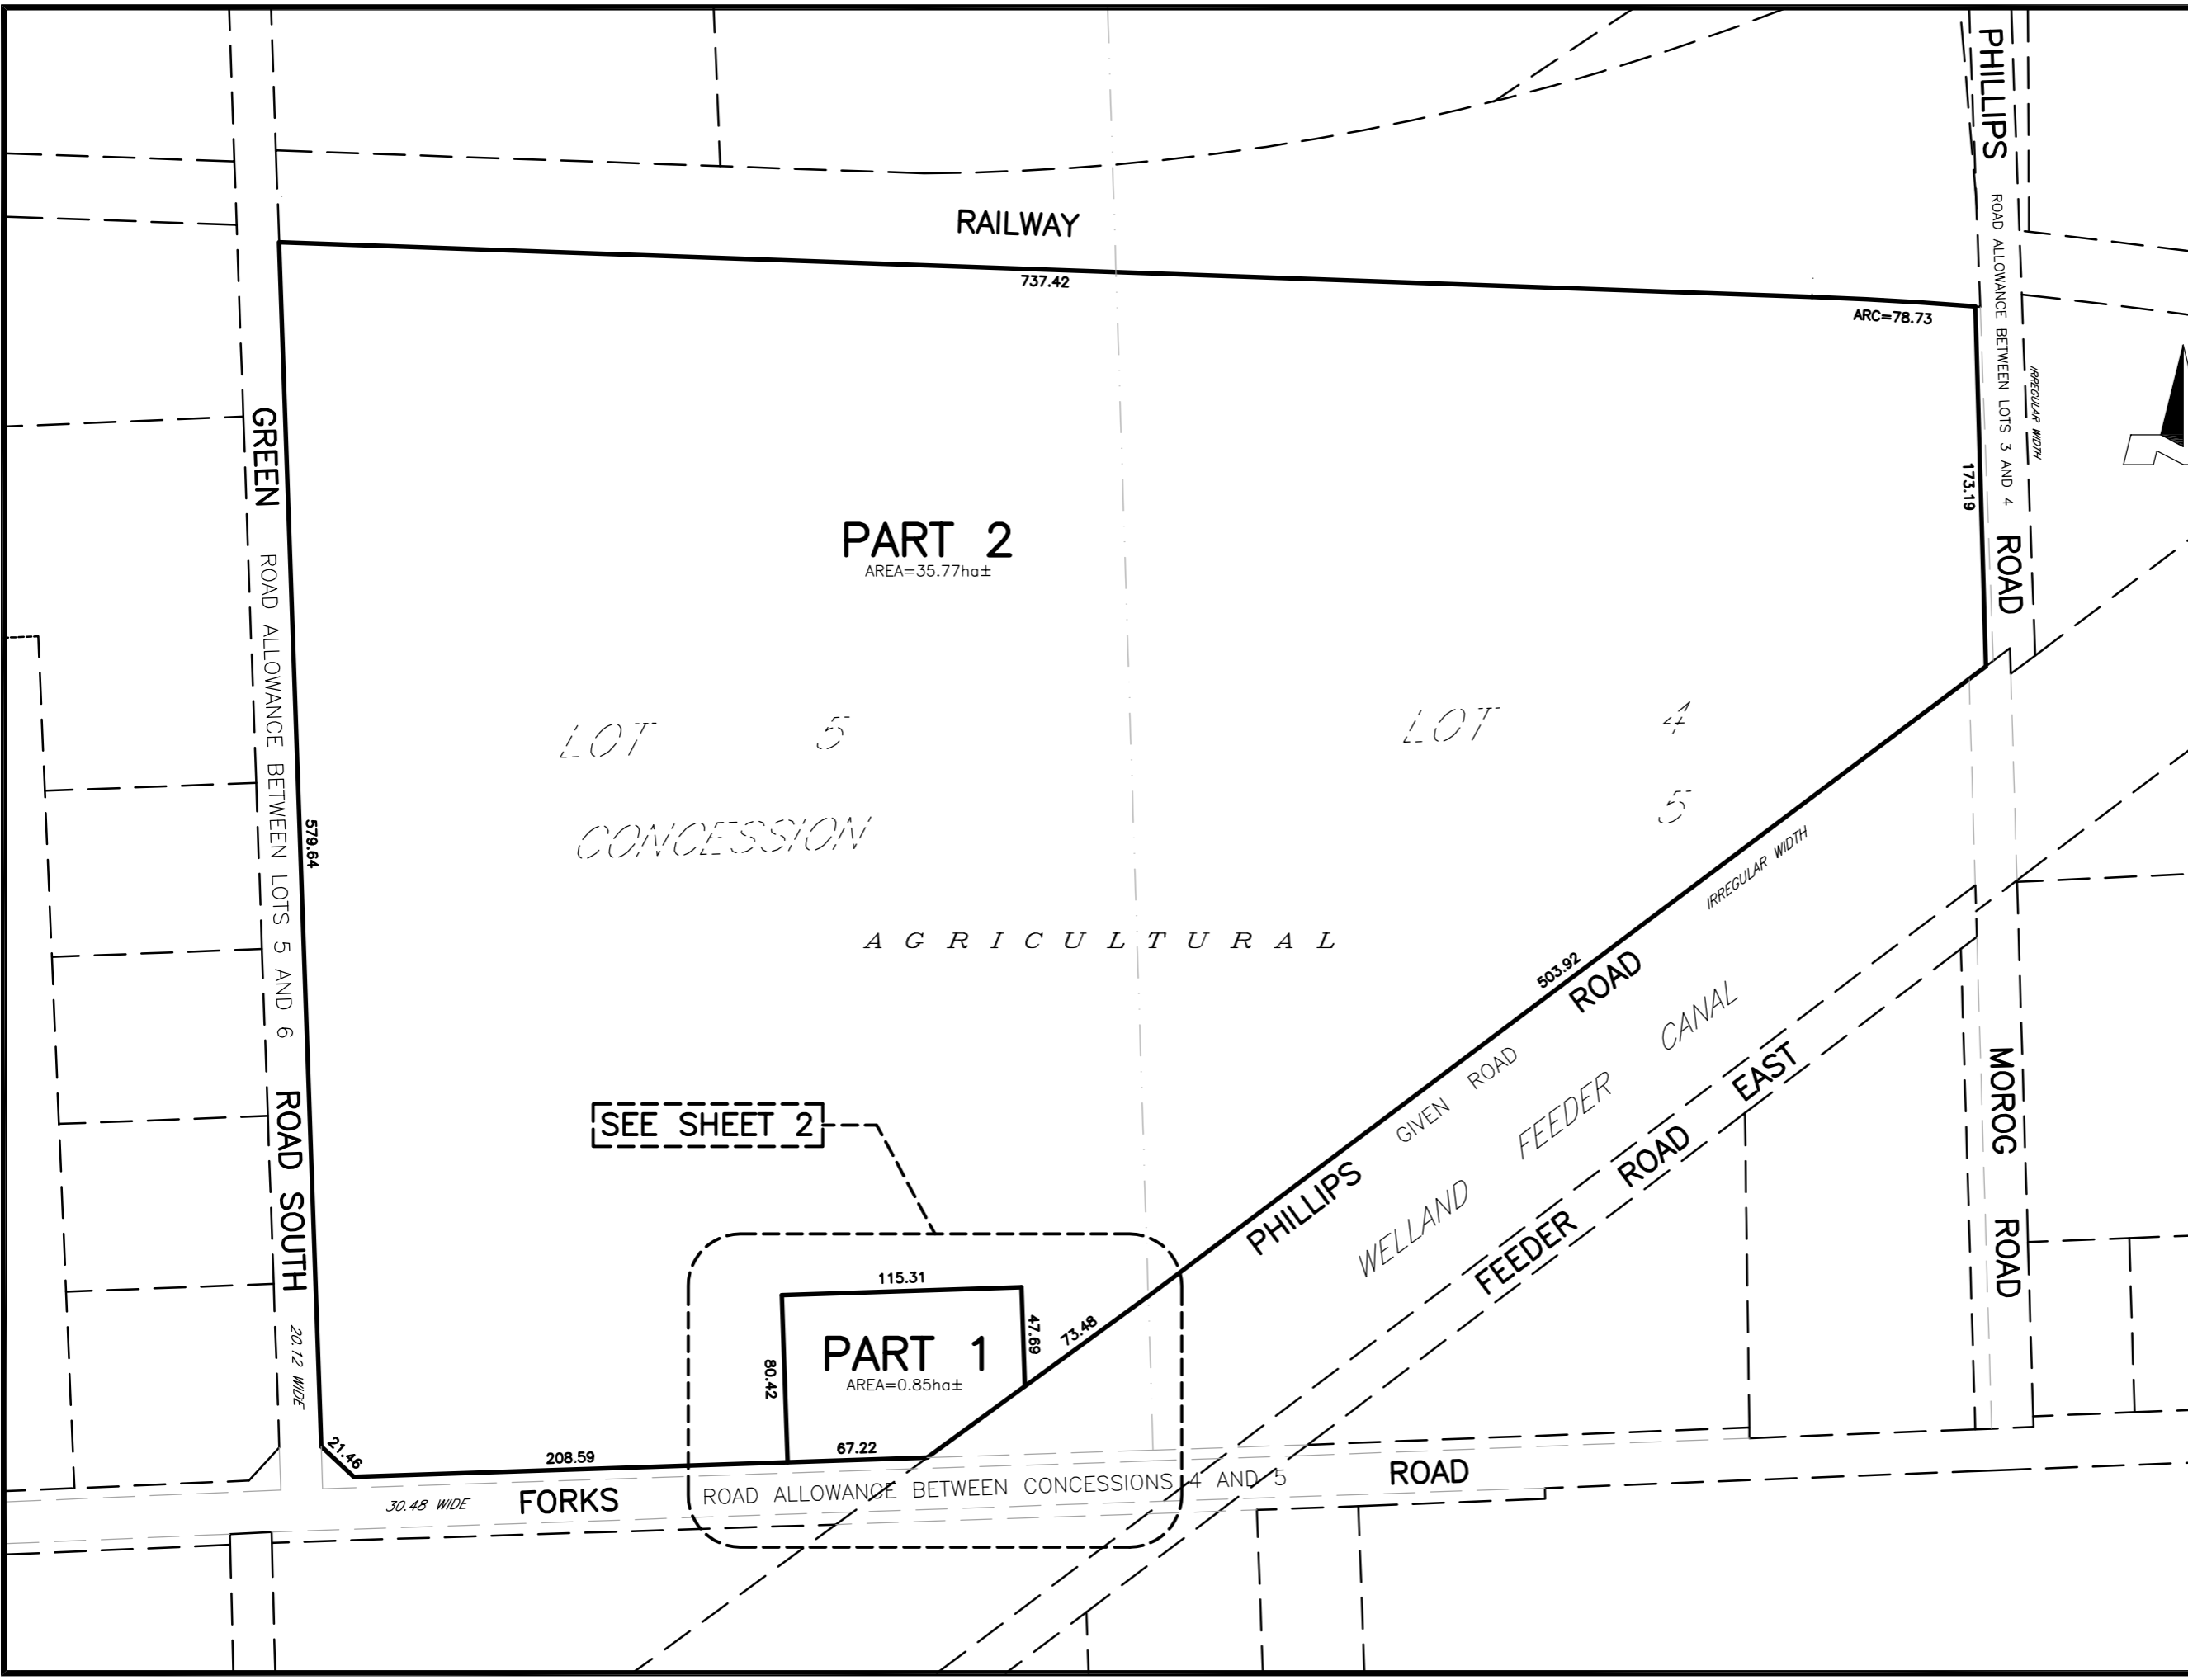 PHILLIPS
ROAD ALLOWANCE BETWEEN LOTS 3 AND 4
ROAD
IRREGULAR WIDTH
RAILWAY
737.42
ARC=78.73
173.19
GREEN
ROAD ALLOWANCE BETWEEN LOTS 5 AND 6
ROAD SOUTH
20.12 WIDE
579.64
PART 2
AREA=35.77ha±
LOT 5
LOT 4
CONCESSION
5
AGRICULTURAL
IRREGULAR WIDTH
503.92
PHILLIPS ROAD
GIVEN ROAD
WELLAND FEEDER CANAL
FEEDER ROAD EAST
MOROG ROAD
SEE SHEET 2
115.31
47.69
73.48
80.42
PART 1
AREA=0.85ha±
67.22
21.46
208.59
30.48 WIDE
FORKS
ROAD ALLOWANCE BETWEEN CONCESSIONS 4 AND 5
ROAD